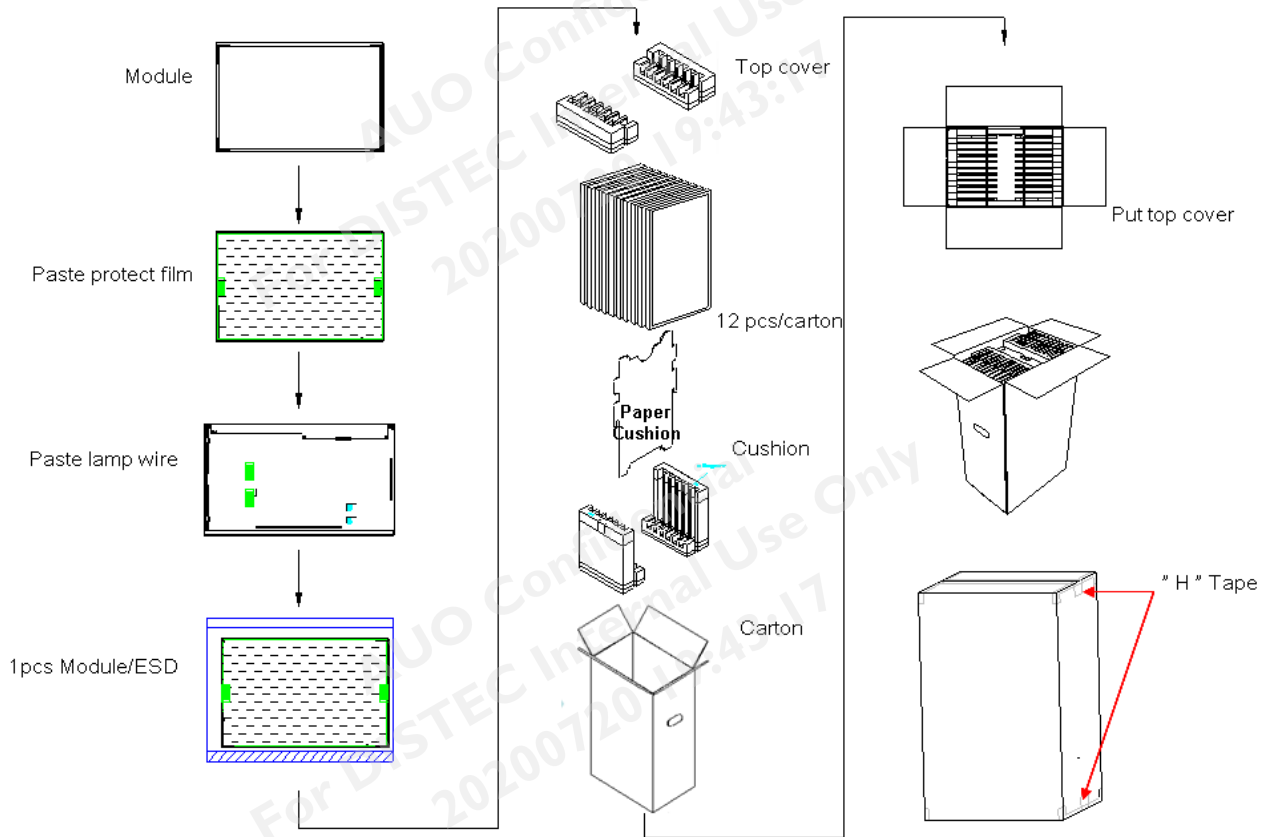 Module
Paste protect film
Paste lamp wire
1pcs Module/ESD
Top cover
12 pcs/carton
Paper
Cushion
Cushion
Carton
Put top cover
" H " Tape
AUO Confidential
For DISTEC Internal Use Only
20200720 19:43:17
AUO Confidential
For DISTEC Internal Use Only
20200720 19:43:17